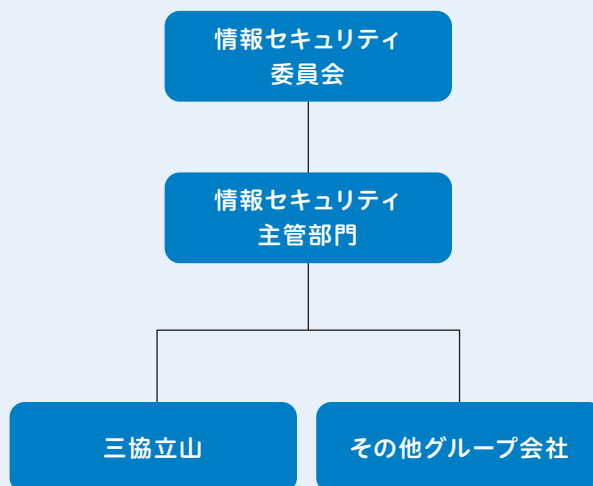 情報セキュリティ
委員会
情報セキュリティ
主管部門
三協立山
その他グループ会社